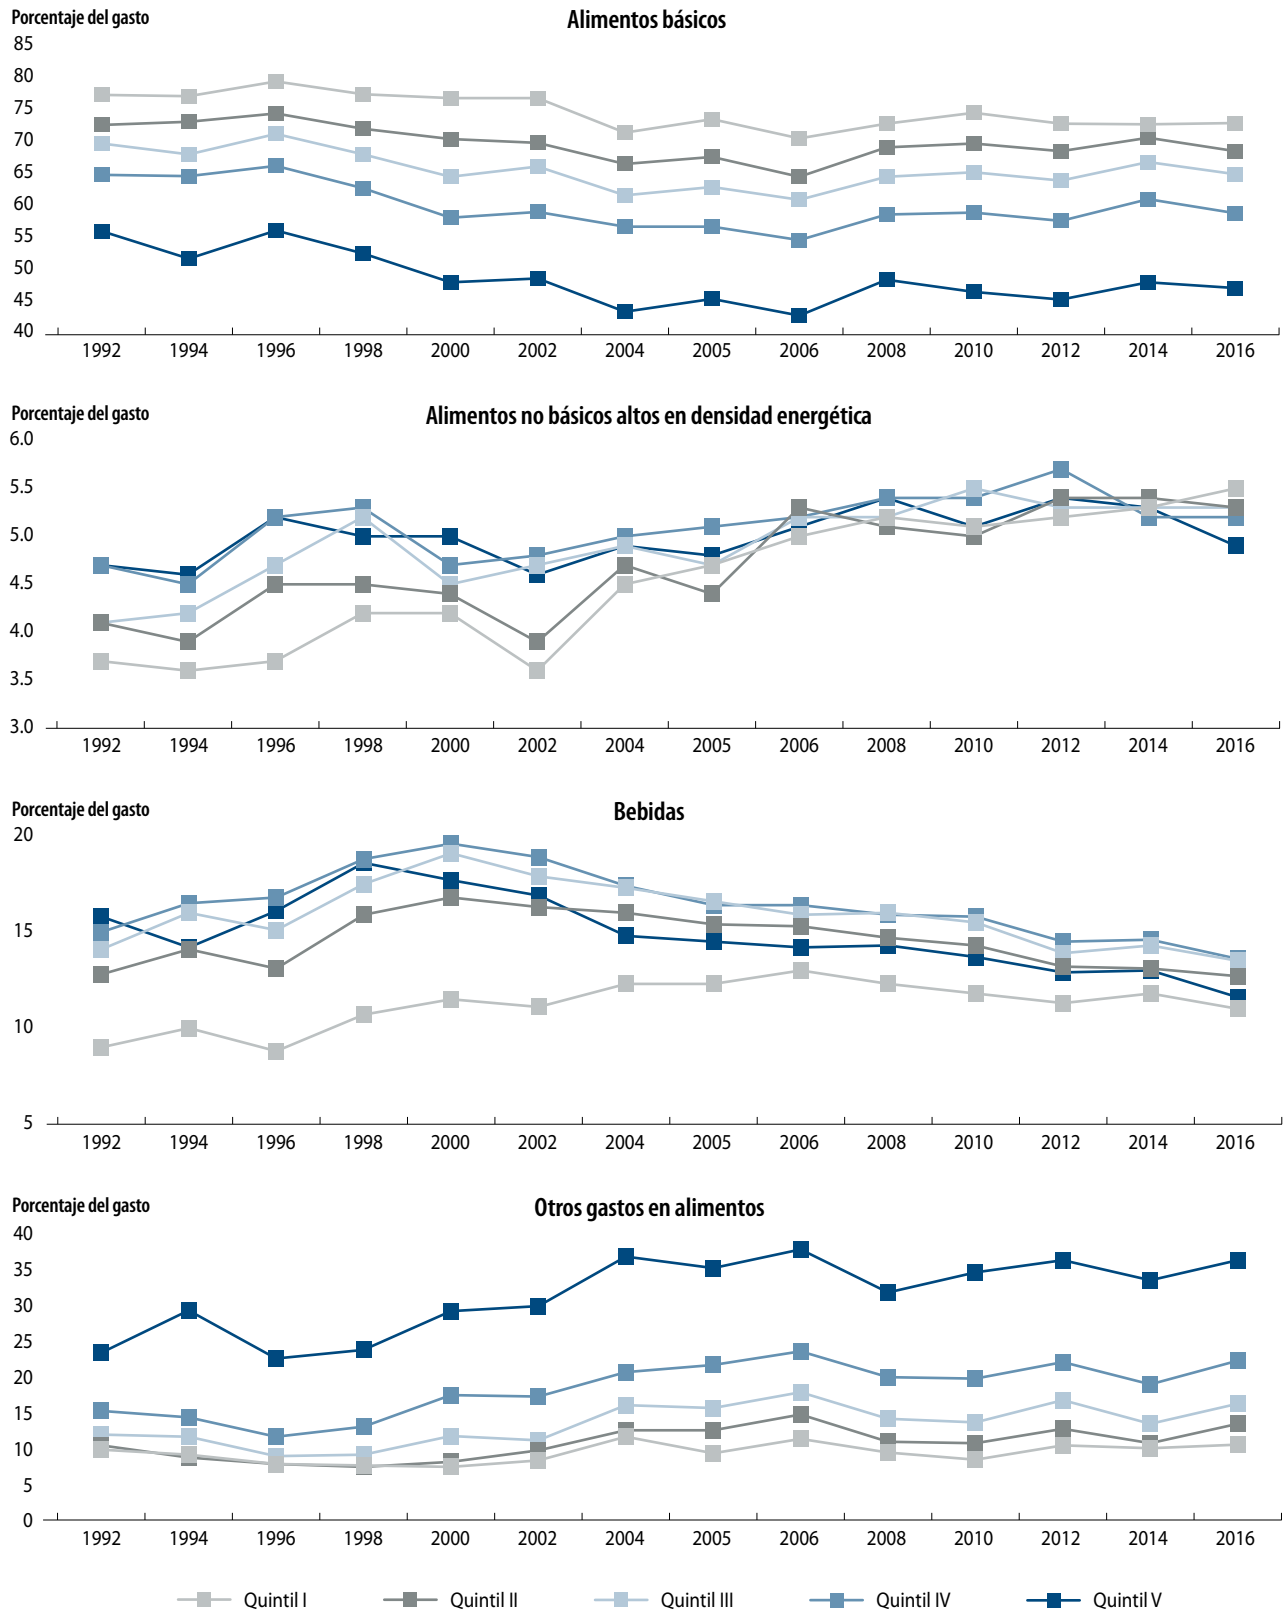 Porcentaje del gasto
Alimentos básicos
85
80
75
70
65
60
55
50
45
40
1992 1994 1996 1998 2000 2002 2004 2005 2006 2008 2010 2012 2014 2016
Porcentaje del gasto
Alimentos no básicos altos en densidad energética
6.0
5.5
5.0
4.5
4.0
3.5
3.0
1992 1994 1996 1998 2000 2002 2004 2005 2006 2008 2010 2012 2014 2016
Porcentaje del gasto
Bebidas
20
15
10
5
1992 1994 1996 1998 2000 2002 2004 2005 2006 2008 2010 2012 2014 2016
Porcentaje del gasto
Otros gastos en alimentos
40
35
30
25
20
15
10
5
0
1992 1994 1996 1998 2000 2002 2004 2005 2006 2008 2010 2012 2014 2016
Quintil I Quintil II Quintil III Quintil IV Quintil V